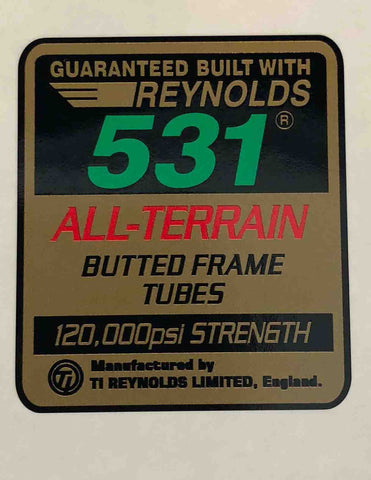 GUARANTEED BUILT WITH
REYNOLDS
531®
ALL-TERRAIN
BUTTED FRAME
TUBES
120,000psi STRENGTH
TI Manufactured by
TI REYNOLDS LIMITED, England.